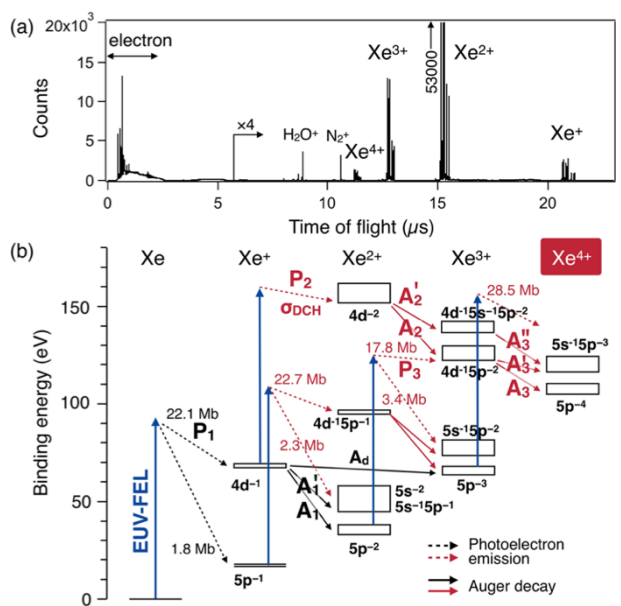 (a)
20x10³
15
10
5
0
Counts
electron
×4
H₂O⁺
N₂⁺
Xe⁴⁺
Xe³⁺
53000
Xe²⁺
Xe⁺
0
5
10
15
20
Time of flight (µs)
(b)
Xe
Xe⁺
Xe²⁺
Xe³⁺
Xe⁴⁺
150
100
50
0
Binding energy (eV)
EUV-FEL
22.1 Mb
P₁
1.8 Mb
4d⁻¹
5p⁻¹
P₂
σDCH
22.7 Mb
2.3 Mb
A_d
A₁'
A₁
4d⁻²
4d⁻¹5p⁻¹
5s⁻²
5s⁻¹5p⁻¹
5p⁻²
A₂'
A₂
17.8 Mb
P₃
3.4 Mb
4d⁻¹5s⁻¹5p⁻²
4d⁻¹5p⁻²
5s⁻¹5p⁻²
5p⁻³
28.5 Mb
A₃''
A₃'
A₃
5s⁻¹5p⁻³
5p⁻⁴
Photoelectron
emission
Auger decay